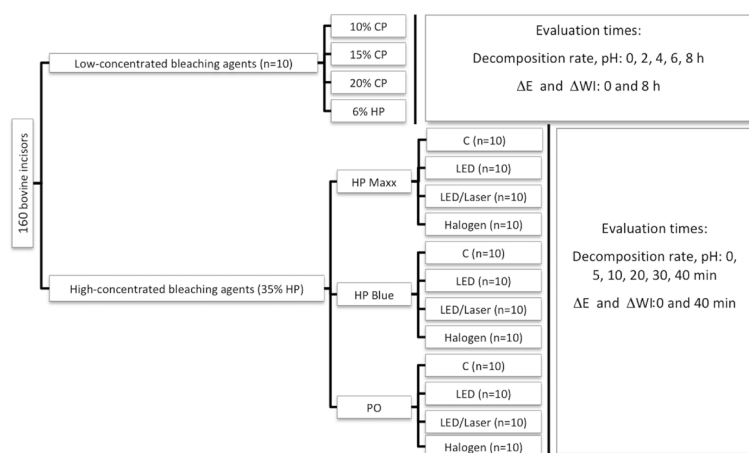 160 bovine incisors
Low-concentrated bleaching agents (n=10)
10% CP
15% CP
20% CP
6% HP
Evaluation times:
Decomposition rate, pH: 0, 2, 4, 6, 8 h
ΔE and ΔWI: 0 and 8 h
High-concentrated bleaching agents (35% HP)
HP Maxx
C (n=10)
LED (n=10)
LED/Laser (n=10)
Halogen (n=10)
HP Blue
C (n=10)
LED (n=10)
LED/Laser (n=10)
Halogen (n=10)
PO
C (n=10)
LED (n=10)
LED/Laser (n=10)
Halogen (n=10)
Evaluation times:
Decomposition rate, pH: 0,
5, 10, 20, 30, 40 min
ΔE and ΔWI:0 and 40 min